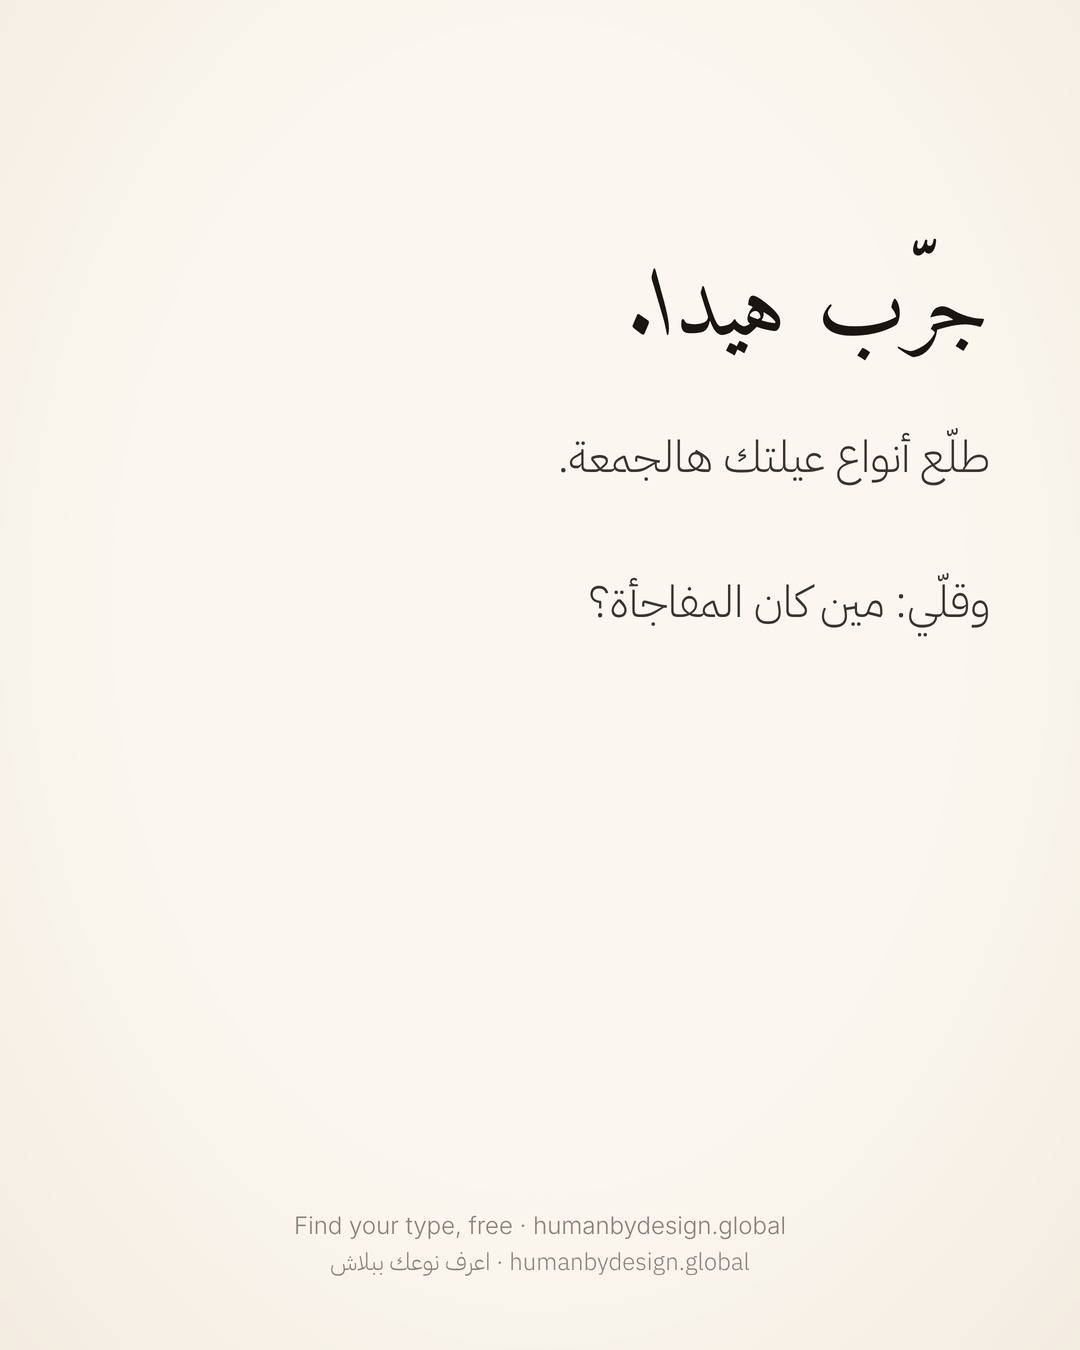 جرّب هيدا.
طلّع أنواع عيلتك هالجمعة.
وقلّي: مين كان المفاجأة؟
Find your type, free · humanbydesign.global
اعرف نوعك ببلاش · humanbydesign.global